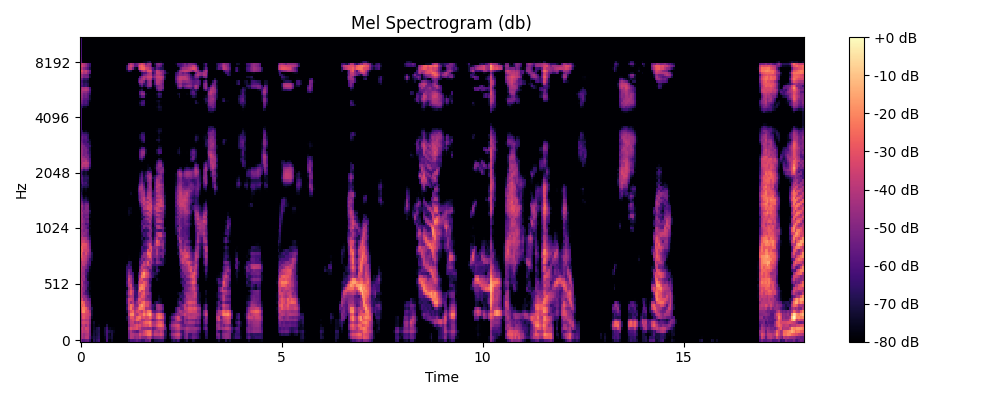 Mel Spectrogram (db)
8192
4096
2048
1024
512
0
Hz
0 5 10 15
Time
+0 dB
-10 dB
-20 dB
-30 dB
-40 dB
-50 dB
-60 dB
-70 dB
-80 dB